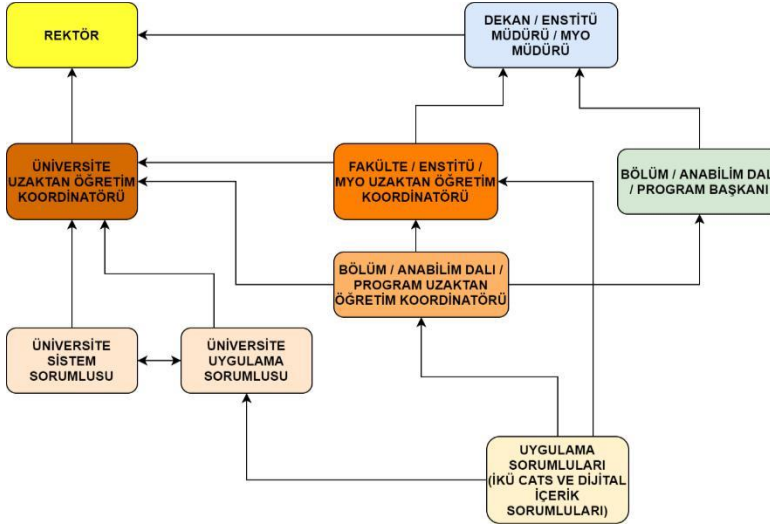 REKTÖR
DEKAN / ENSTİTÜ
MÜDÜRÜ / MYO
MÜDÜRÜ
ÜNİVERSİTE
UZAKTAN ÖĞRETİM
KOORDİNATÖRÜ
FAKÜLTE / ENSTİTÜ /
MYO UZAKTAN ÖĞRETİM
KOORDİNATÖRÜ
BÖLÜM / ANABİLİM DALI
/ PROGRAM BAŞKANI
BÖLÜM / ANABİLİM DALI /
PROGRAM UZAKTAN
ÖĞRETİM KOORDİNATÖRÜ
ÜNİVERSİTE
SİSTEM
SORUMLUSU
ÜNİVERSİTE
UYGULAMA
SORUMLUSU
UYGULAMA
SORUMLULARI
(İKÜ CATS VE DİJİTAL
İÇERİK
SORUMLULARI)